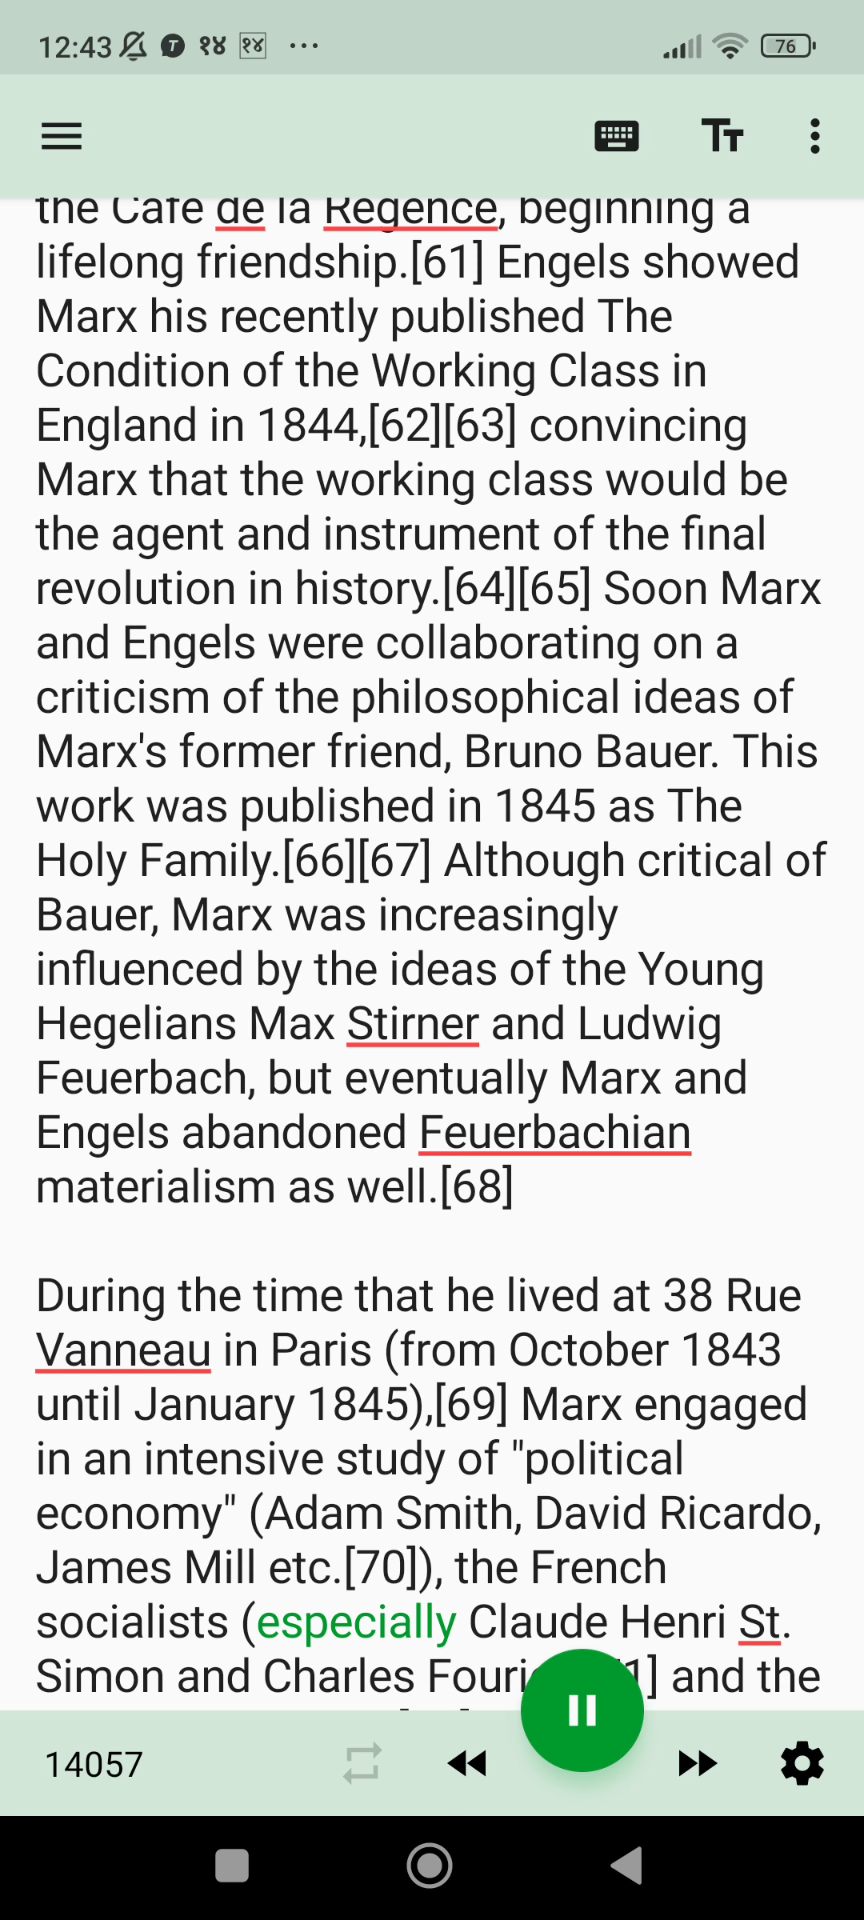 12:43 T १४ १४ ... 76
the Café de la Régence, beginning a
lifelong friendship.[61] Engels showed
Marx his recently published The
Condition of the Working Class in
England in 1844,[62][63] convincing
Marx that the working class would be
the agent and instrument of the final
revolution in history.[64][65] Soon Marx
and Engels were collaborating on a
criticism of the philosophical ideas of
Marx's former friend, Bruno Bauer. This
work was published in 1845 as The
Holy Family.[66][67] Although critical of
Bauer, Marx was increasingly
influenced by the ideas of the Young
Hegelians Max Stirner and Ludwig
Feuerbach, but eventually Marx and
Engels abandoned Feuerbachian
materialism as well.[68]
During the time that he lived at 38 Rue
Vanneau in Paris (from October 1843
until January 1845),[69] Marx engaged
in an intensive study of "political
economy" (Adam Smith, David Ricardo,
James Mill etc.[70]), the French
socialists (especially Claude Henri St.
Simon and Charles 1] and the
14057